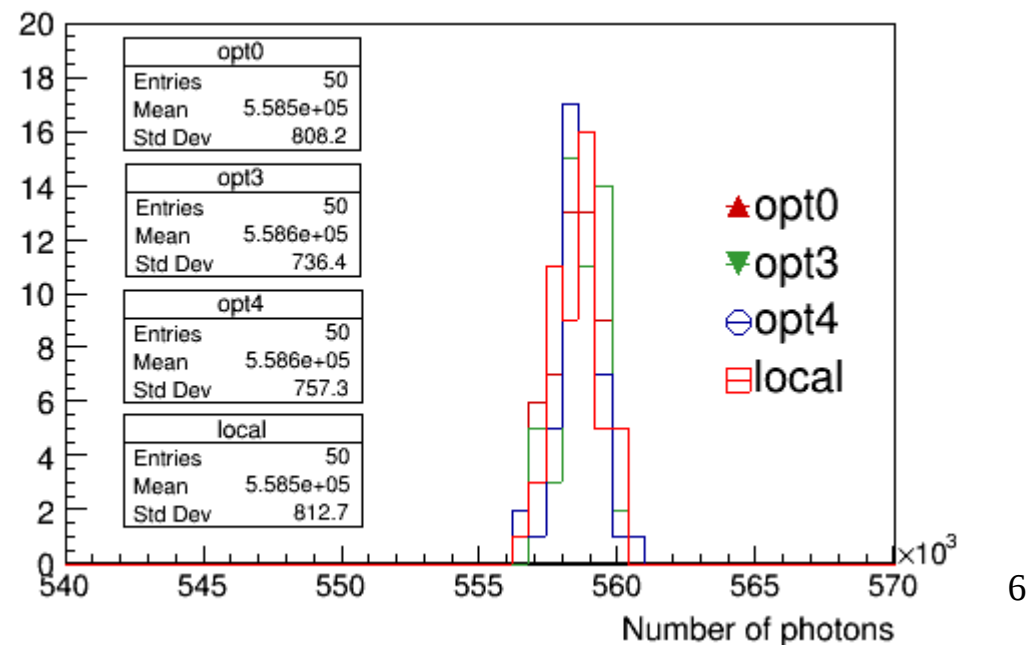 20
18
16
14
12
10
8
6
4
2
0
opt0
Entries 50
Mean 5.585e+05
Std Dev 808.2
opt3
Entries 50
Mean 5.586e+05
Std Dev 736.4
opt4
Entries 50
Mean 5.586e+05
Std Dev 757.3
local
Entries 50
Mean 5.585e+05
Std Dev 812.7
opt0
opt3
opt4
local
540 545 550 555 560 565 570
×10³
Number of photons
6